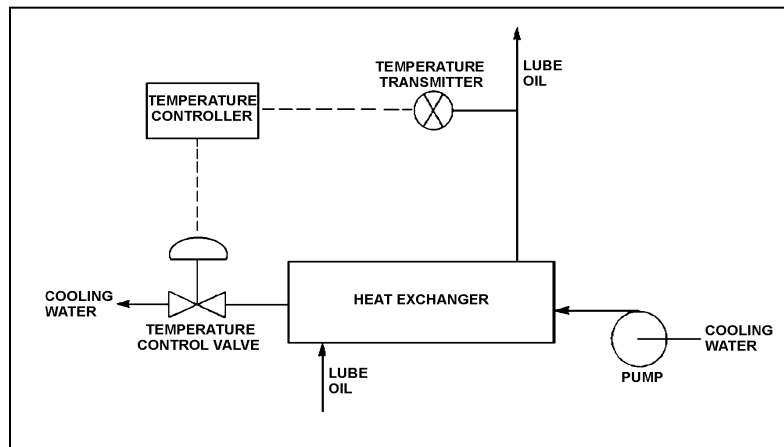 TEMPERATURE
TRANSMITTER
LUBE
OIL
TEMPERATURE
CONTROLLER
HEAT EXCHANGER
COOLING
WATER
TEMPERATURE
CONTROL VALVE
COOLING
WATER
PUMP
LUBE
OIL